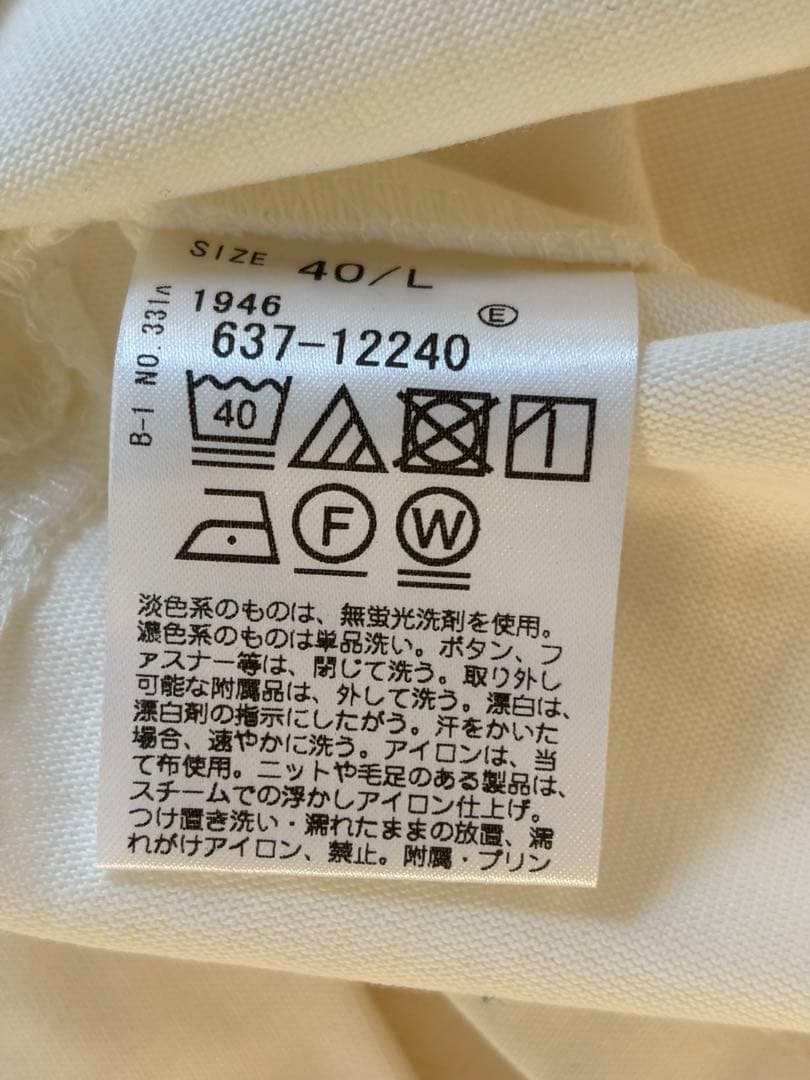 SIZE 40/L
1946 E
637-12240
B-1 NO.331
40
F W
淡色系のものは、無蛍光洗剤を使用。
濃色系のものは単品洗い。ボタン、フ
ァスナー等は、閉じて洗う。取り外し
可能な附属品は、外して洗う。漂白は、
漂白剤の指示にしたがう。汗をかいた
場合、速やかに洗う。アイロンは、当
て布使用。ニットや毛足のある製品は、
スチームでの浮かしアイロン仕上げ。
つけ置き洗い・濡れたままの放置、濡
れがけアイロン、禁止。附属・プリン